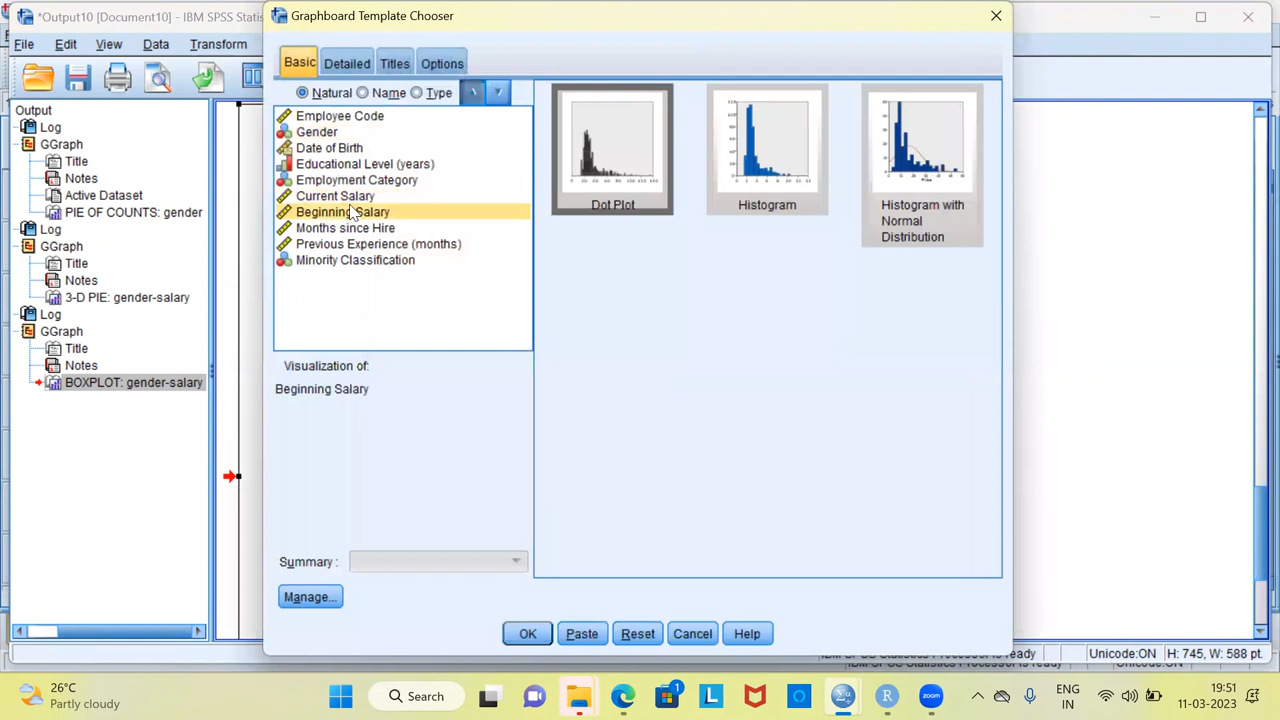 *Output10 [Document10] - IBM SPSS Statis
Graphboard Template Chooser
File Edit View Data Transform
Basic Detailed Titles Options
Natural Name Type
Output
Log
GGraph
Title
Notes
Active Dataset
PIE OF COUNTS: gender
Log
GGraph
Title
Notes
3-D PIE: gender-salary
Log
GGraph
Title
Notes
BOXPLOT: gender-salary
Employee Code
Gender
Date of Birth
Educational Level (years)
Employment Category
Current Salary
Beginning Salary
Months since Hire
Previous Experience (months)
Minority Classification
Dot Plot
Histogram
Histogram with
Normal
Distribution
Visualization of:
Beginning Salary
Summary :
Manage...
OK Paste Reset Cancel Help
Unicode:ON H: 745, W: 588 pt.
26°C
Partly cloudy
Search
1
L
R
zoom
ENG
IN
19:51
11-03-2023